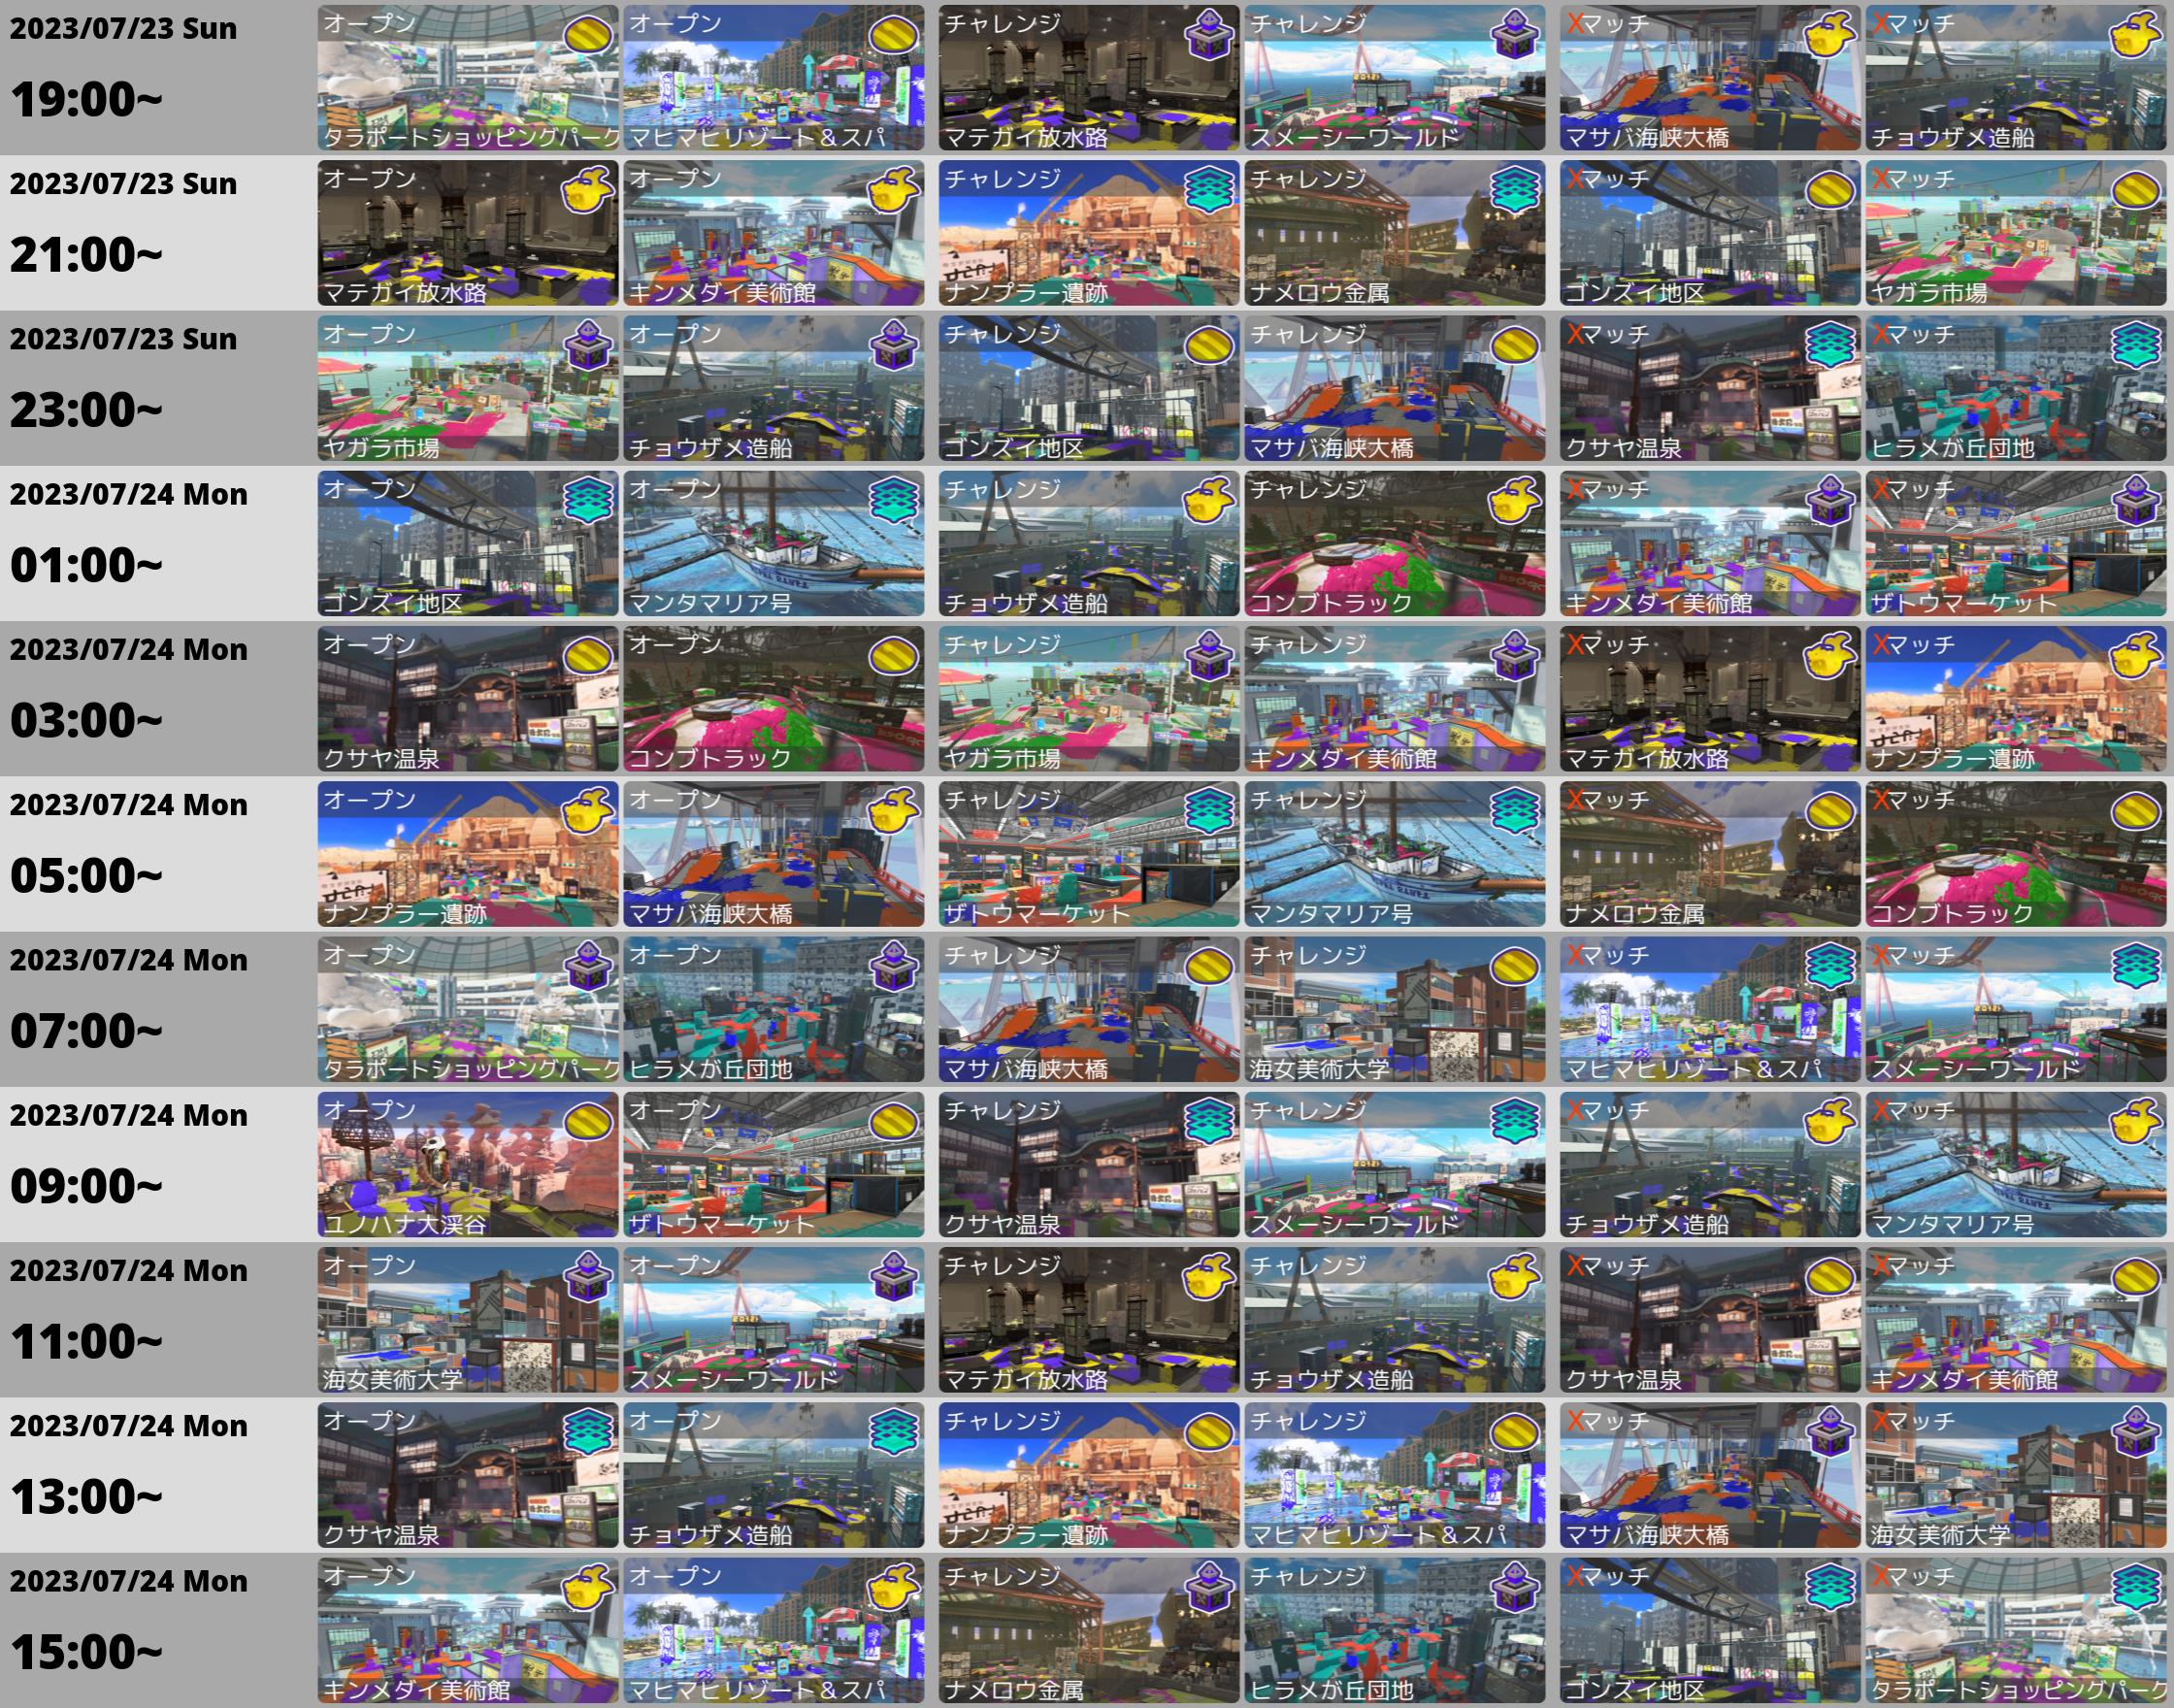 2023/07/23 Sun
19:00~
オープン オープン チャレンジ チャレンジ Xマッチ Xマッチ
タラポートショッピングパーク マヒマヒリゾート＆スパ マテガイ放水路 スメーシーワールド マサバ海峡大橋 チョウザメ造船
2023/07/23 Sun
21:00~
オープン オープン チャレンジ チャレンジ Xマッチ Xマッチ
マテガイ放水路 キンメダイ美術館 ナンプラー遺跡 ナメロウ金属 ゴンズイ地区 ヤガラ市場
2023/07/23 Sun
23:00~
オープン オープン チャレンジ チャレンジ Xマッチ Xマッチ
ヤガラ市場 チョウザメ造船 ゴンズイ地区 マサバ海峡大橋 クサヤ温泉 ヒラメが丘団地
2023/07/24 Mon
01:00~
オープン オープン チャレンジ チャレンジ Xマッチ Xマッチ
ゴンズイ地区 マンタマリア号 チョウザメ造船 コンブトラック キンメダイ美術館 ザトウマーケット
2023/07/24 Mon
03:00~
オープン オープン チャレンジ チャレンジ Xマッチ Xマッチ
クサヤ温泉 コンブトラック ヤガラ市場 キンメダイ美術館 マテガイ放水路 ナンプラー遺跡
2023/07/24 Mon
05:00~
オープン オープン チャレンジ チャレンジ Xマッチ Xマッチ
ナンプラー遺跡 マサバ海峡大橋 ザトウマーケット マンタマリア号 ナメロウ金属 コンブトラック
2023/07/24 Mon
07:00~
オープン オープン チャレンジ チャレンジ Xマッチ Xマッチ
タラポートショッピングパーク ヒラメが丘団地 マサバ海峡大橋 海女美術大学 マヒマヒリゾート＆スパ スメーシーワールド
2023/07/24 Mon
09:00~
オープン オープン チャレンジ チャレンジ Xマッチ Xマッチ
ユノハナ大渓谷 ザトウマーケット クサヤ温泉 スメーシーワールド チョウザメ造船 マンタマリア号
2023/07/24 Mon
11:00~
オープン オープン チャレンジ チャレンジ Xマッチ Xマッチ
海女美術大学 スメーシーワールド マテガイ放水路 チョウザメ造船 クサヤ温泉 キンメダイ美術館
2023/07/24 Mon
13:00~
オープン オープン チャレンジ チャレンジ Xマッチ Xマッチ
クサヤ温泉 チョウザメ造船 ナンプラー遺跡 マヒマヒリゾート＆スパ マサバ海峡大橋 海女美術大学
2023/07/24 Mon
15:00~
オープン オープン チャレンジ チャレンジ Xマッチ Xマッチ
キンメダイ美術館 マヒマヒリゾート＆スパ ナメロウ金属 ヒラメが丘団地 ゴンズイ地区 タラポートショッピングパーク